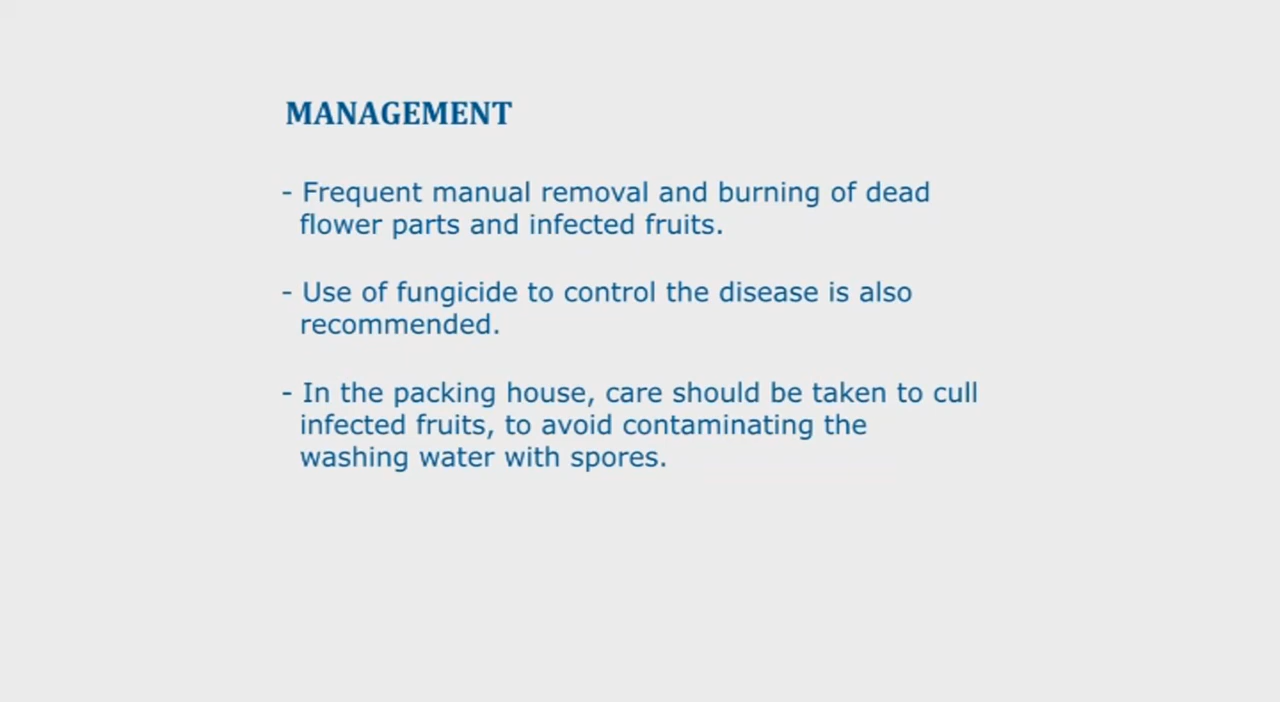 MANAGEMENT
- Frequent manual removal and burning of dead
flower parts and infected fruits.
- Use of fungicide to control the disease is also
recommended.
- In the packing house, care should be taken to cull
infected fruits, to avoid contaminating the
washing water with spores.